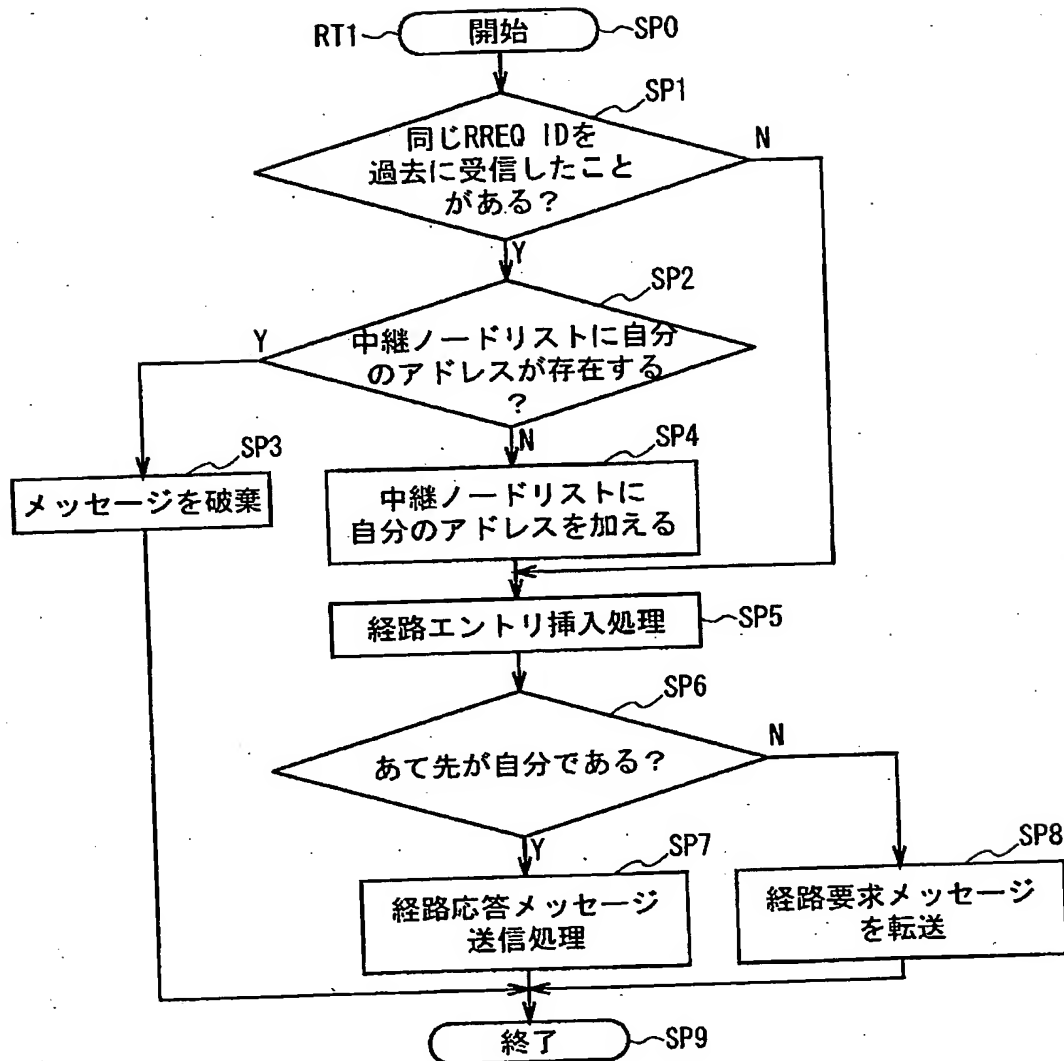 RT1
開始
SP0
SP1
同じRREQ IDを
過去に受信したこと
がある?
N
Y
SP2
中継ノードリストに自分
のアドレスが存在する
?
Y
N
SP3
メッセージを破棄
SP4
中継ノードリストに
自分のアドレスを加える
経路エントリ挿入処理
SP5
SP6
あて先が自分である?
N
Y
SP7
経路応答メッセージ
送信処理
SP8
経路要求メッセージ
を転送
終了
SP9